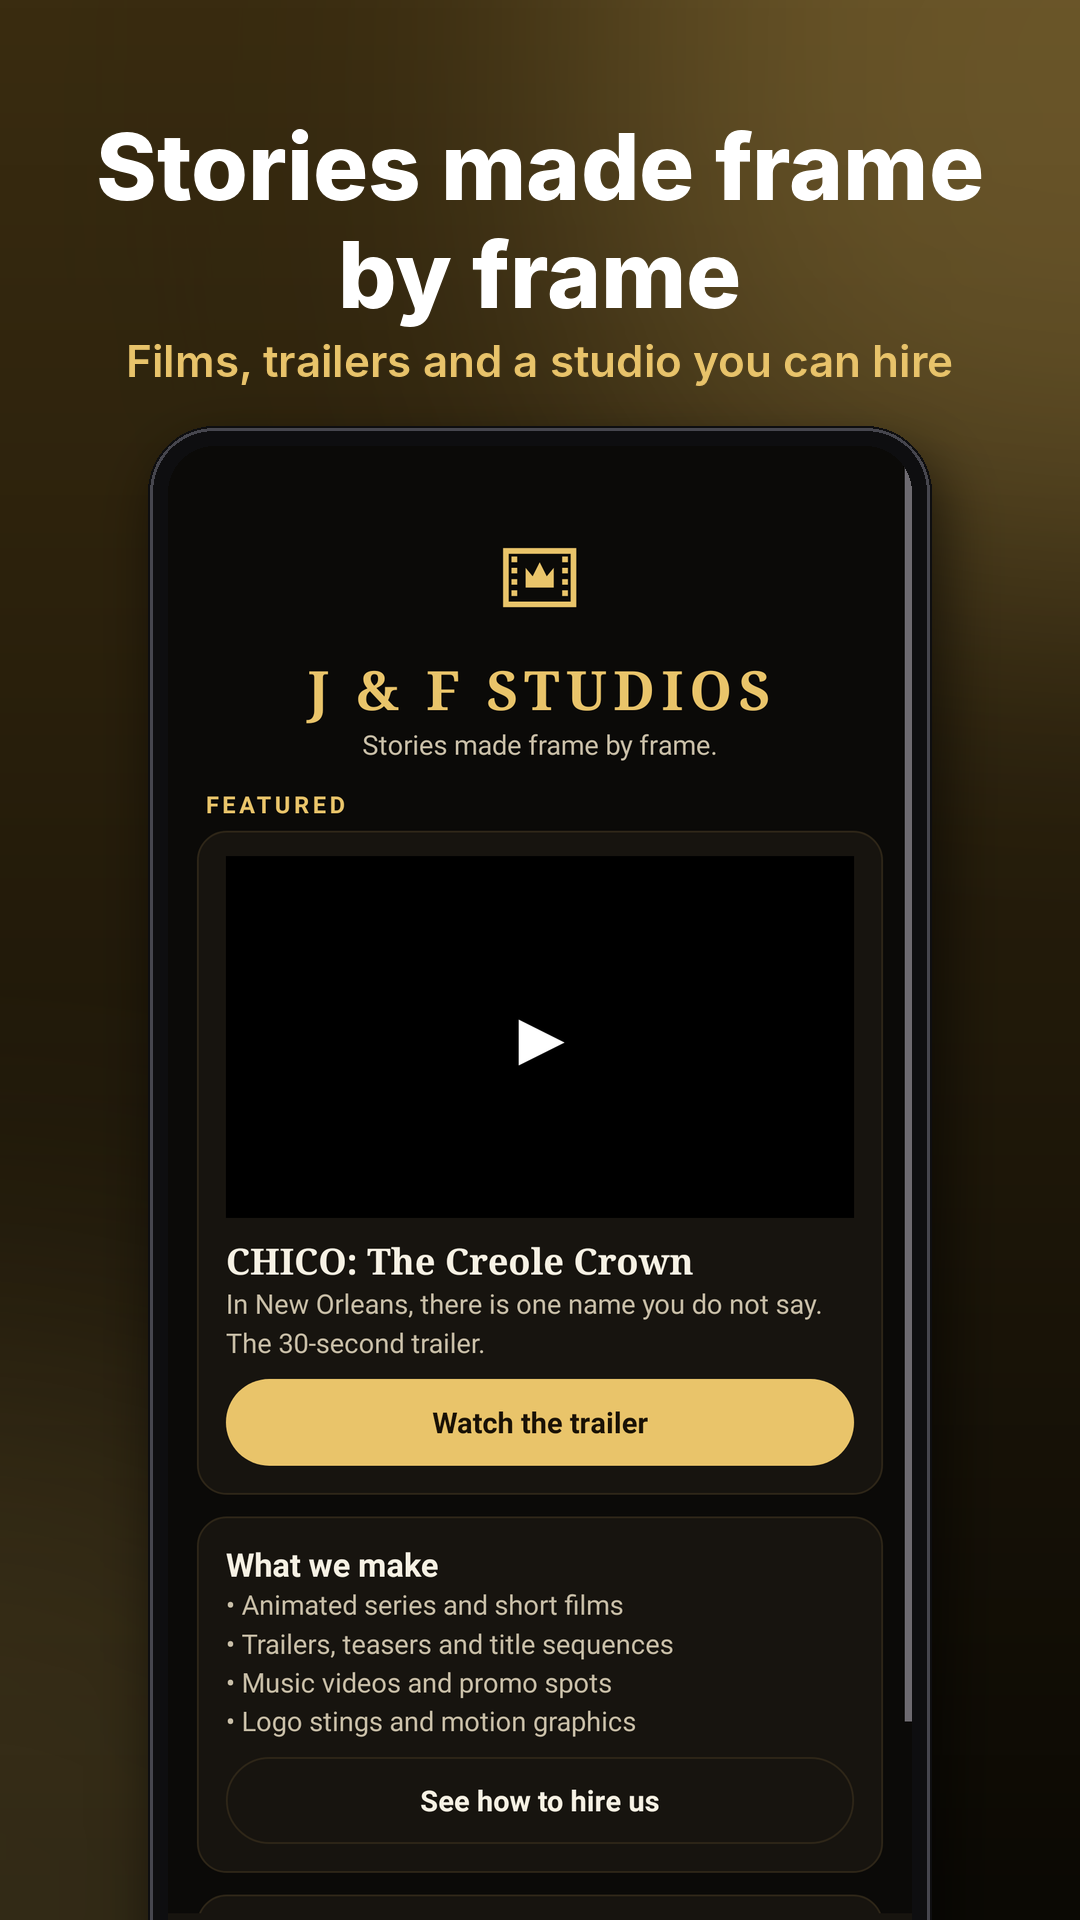 Stories made frame
by frame
Films, trailers and a studio you can hire
J & F STUDIOS
Stories made frame by frame.
FEATURED
CHICO: The Creole Crown
In New Orleans, there is one name you do not say.
The 30-second trailer.
Watch the trailer
What we make
• Animated series and short films
• Trailers, teasers and title sequences
• Music videos and promo spots
• Logo stings and motion graphics
See how to hire us